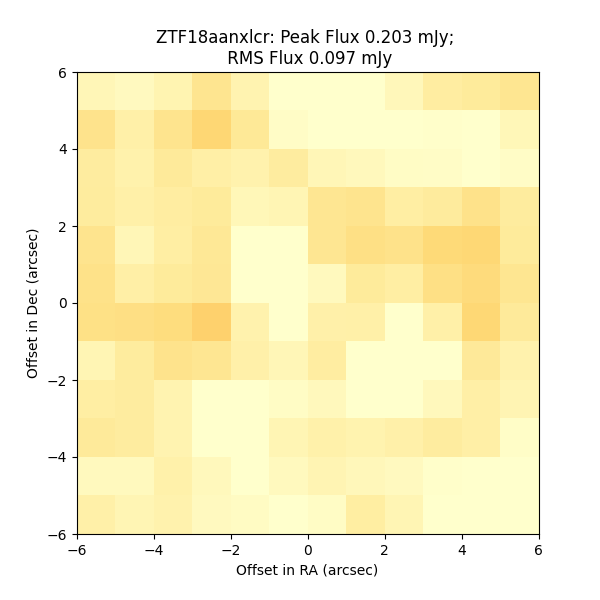 ZTF18aanxlcr: Peak Flux 0.203 mJy;
RMS Flux 0.097 mJy
6
4
2
0
−2
−4
−6
Offset in Dec (arcsec)
−6 −4 −2 0 2 4 6
Offset in RA (arcsec)